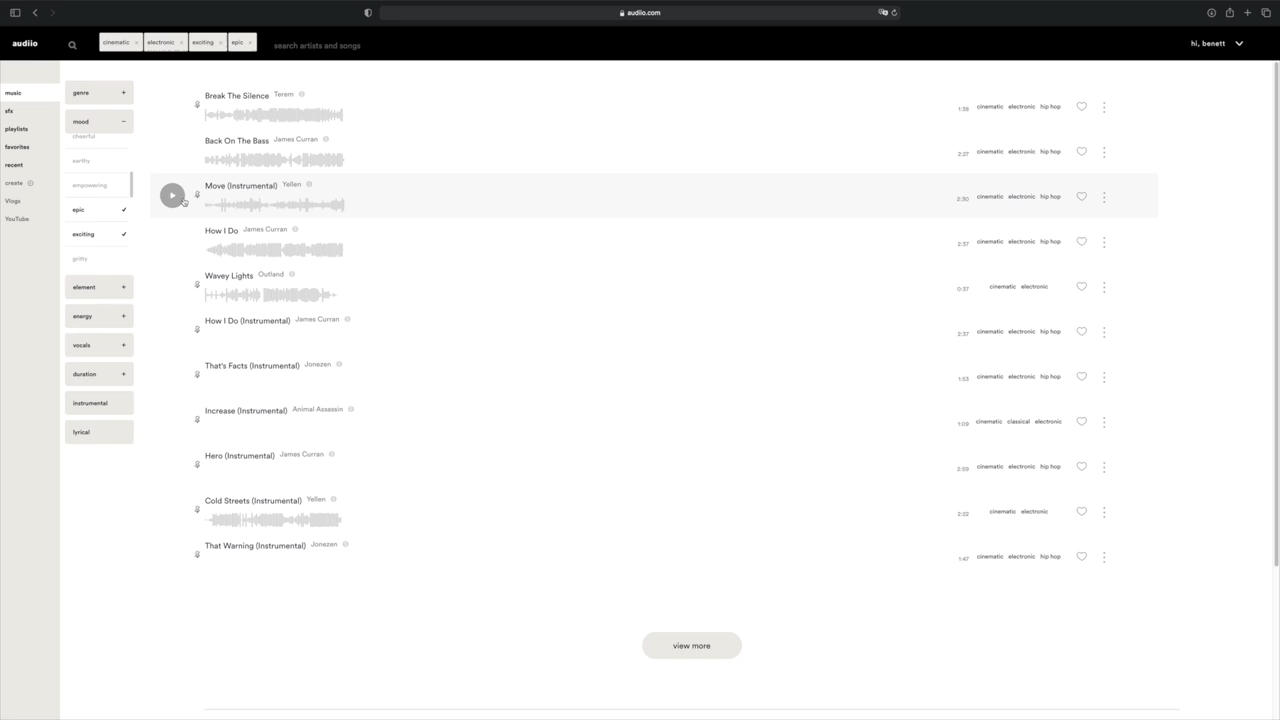 audiio.com
audiio
cinematic × electronic × exciting × epic ×
search artists and songs
hi, benett
music
sfx
playlists
favorites
recent
create
Vlogs
YouTube
genre +
mood −
cheerful
earthy
empowering
epic ✓
exciting ✓
gritty
element +
energy +
vocals +
duration +
instrumental
lyrical
Break The Silence Terem
1:38 cinematic electronic hip hop
Back On The Bass James Curran
2:27 cinematic electronic hip hop
Move (Instrumental) Yellen
2:30 cinematic electronic hip hop
How I Do James Curran
2:37 cinematic electronic hip hop
Wavey Lights Outland
0:37 cinematic electronic
How I Do (Instrumental) James Curran
2:37 cinematic electronic hip hop
That's Facts (Instrumental) Jonezen
1:53 cinematic electronic hip hop
Increase (Instrumental) Animal Assassin
1:09 cinematic classical electronic
Hero (Instrumental) James Curran
2:59 cinematic electronic hip hop
Cold Streets (Instrumental) Yellen
2:22 cinematic electronic
That Warning (Instrumental) Jonezen
1:47 cinematic electronic hip hop
view more